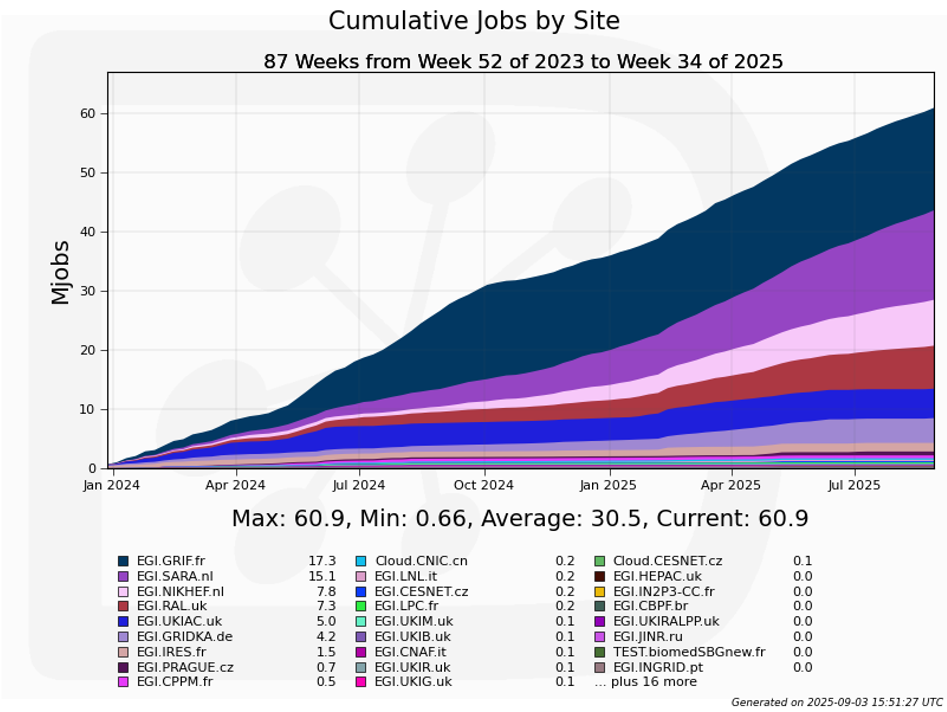 Cumulative Jobs by Site
87 Weeks from Week 52 of 2023 to Week 34 of 2025
Mjobs
60
50
40
30
20
10
0
Jan 2024 Apr 2024 Jul 2024 Oct 2024 Jan 2025 Apr 2025 Jul 2025
Max: 60.9, Min: 0.66, Average: 30.5, Current: 60.9
EGI.GRIF.fr 17.3 Cloud.CNIC.cn 0.2 Cloud.CESNET.cz 0.1
EGI.SARA.nl 15.1 EGI.LNL.it 0.2 EGI.HEPAC.uk 0.0
EGI.NIKHEF.nl 7.8 EGI.CESNET.cz 0.2 EGI.IN2P3-CC.fr 0.0
EGI.RAL.uk 7.3 EGI.LPC.fr 0.2 EGI.CBPF.br 0.0
EGI.UKIAC.uk 5.0 EGI.UKIM.uk 0.1 EGI.UKIRALPP.uk 0.0
EGI.GRIDKA.de 4.2 EGI.UKIB.uk 0.1 EGI.JINR.ru 0.0
EGI.IRES.fr 1.5 EGI.CNAF.it 0.1 TEST.biomedSBGnew.fr 0.0
EGI.PRAGUE.cz 0.7 EGI.UKIR.uk 0.1 EGI.INGRID.pt 0.0
EGI.CPPM.fr 0.5 EGI.UKIG.uk 0.1 ... plus 16 more
Generated on 2025-09-03 15:51:27 UTC